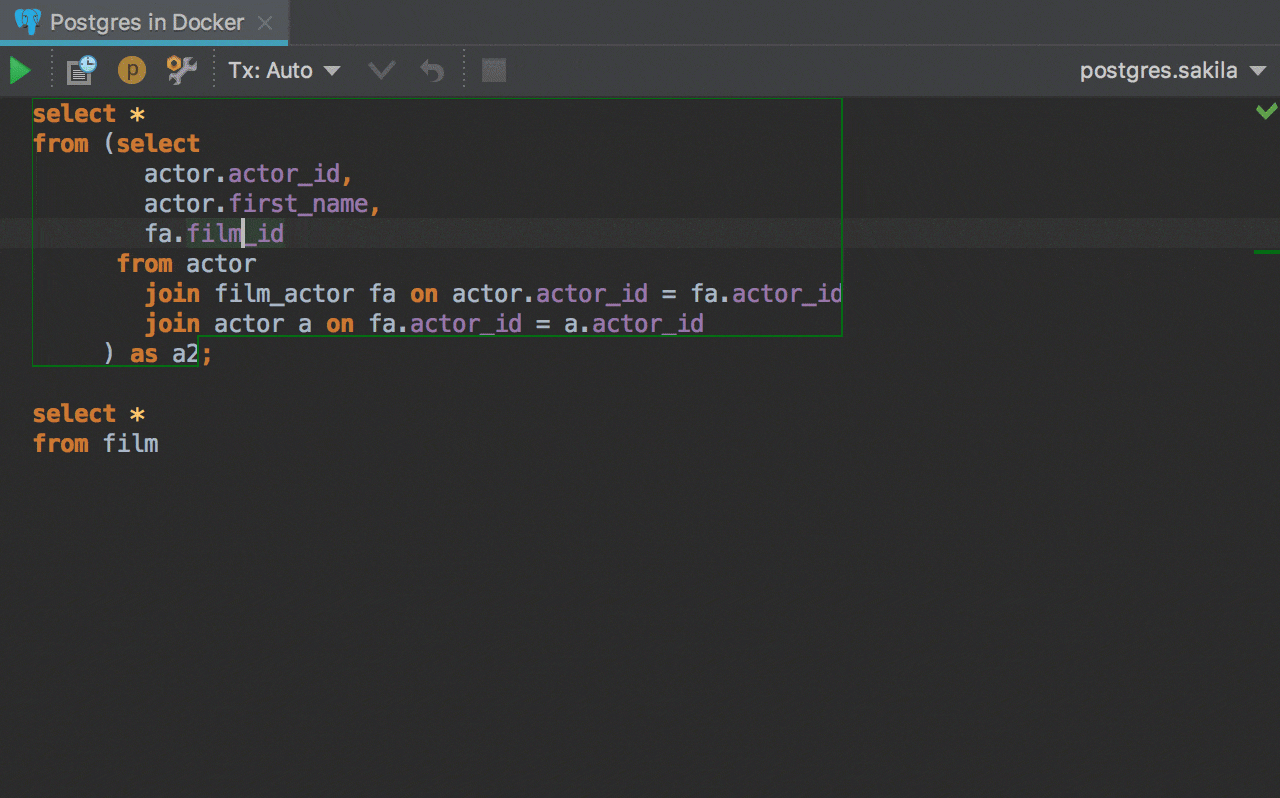 Postgres in Docker
p Tx: Auto postgres.sakila
select *
from (select
actor.actor_id,
actor.first_name,
fa.film_id
from actor
join film_actor fa on actor.actor_id = fa.actor_id
join actor a on fa.actor_id = a.actor_id
) as a2;
select *
from film